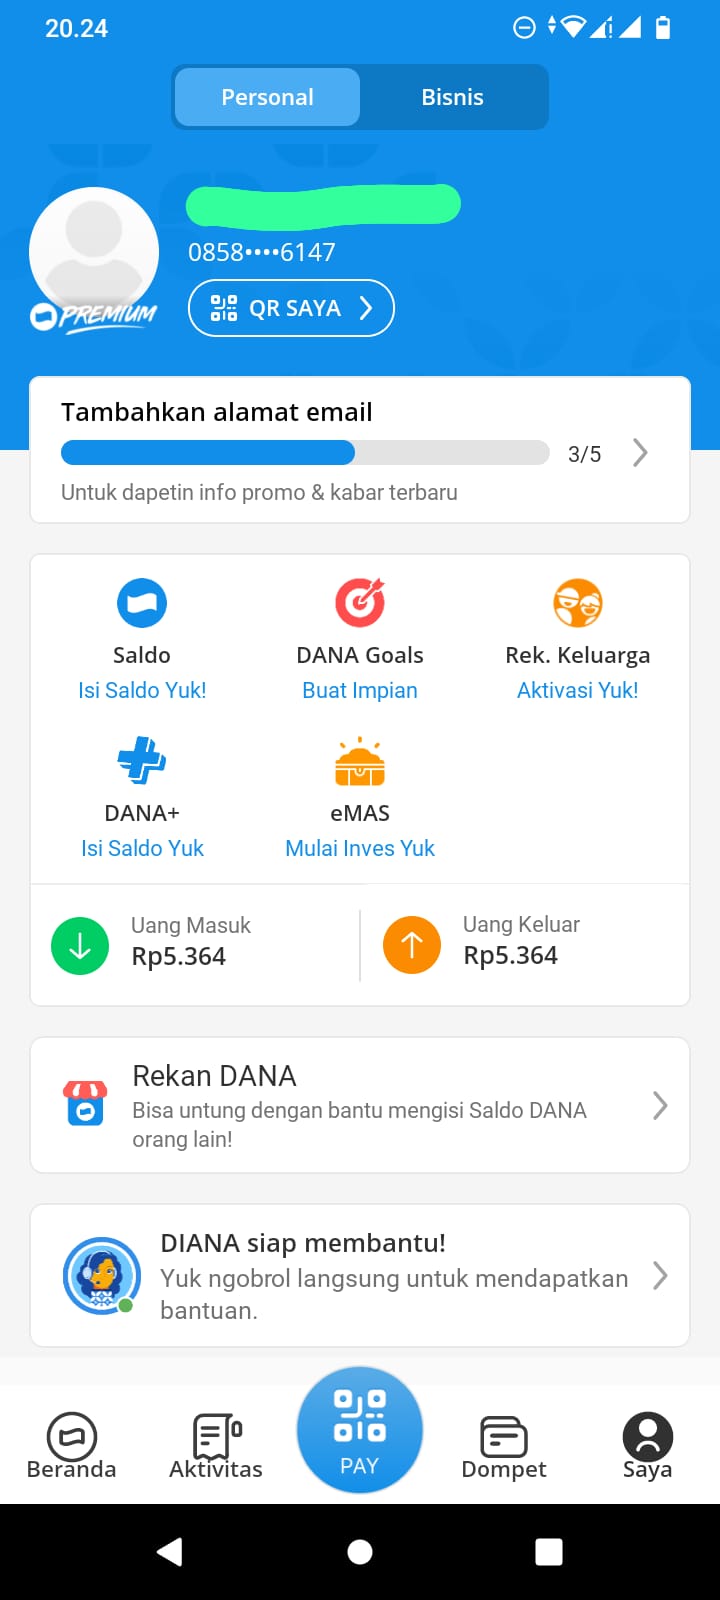 20.24
Personal
Bisnis
0858••••6147
PREMIUM
QR SAYA
Tambahkan alamat email
3/5
Untuk dapetin info promo & kabar terbaru
Saldo
Isi Saldo Yuk!
DANA Goals
Buat Impian
Rek. Keluarga
Aktivasi Yuk!
DANA+
Isi Saldo Yuk
eMAS
Mulai Inves Yuk
Uang Masuk
Rp5.364
Uang Keluar
Rp5.364
Rekan DANA
Bisa untung dengan bantu mengisi Saldo DANA
orang lain!
DIANA siap membantu!
Yuk ngobrol langsung untuk mendapatkan
bantuan.
Beranda
Aktivitas
PAY
Dompet
Saya